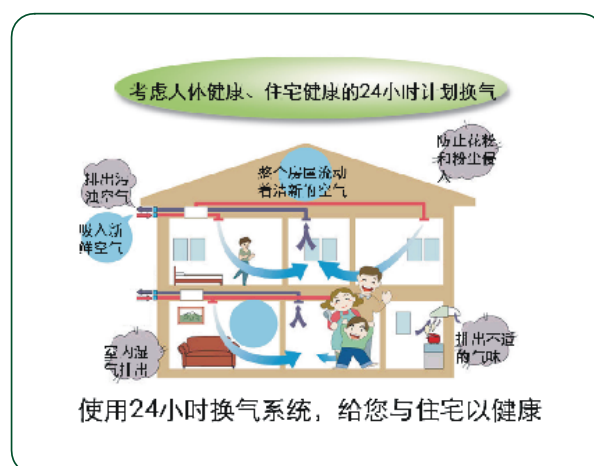 考虑人体健康、住宅健康的24小时计划换气
防止花粉
和粉尘侵
入
整个房屋流动
着洁新的空气
排出污
浊空气
吸入新
鲜空气
室内湿
气排出
排出不适
的气味
使用24小时换气系统，给您与住宅以健康